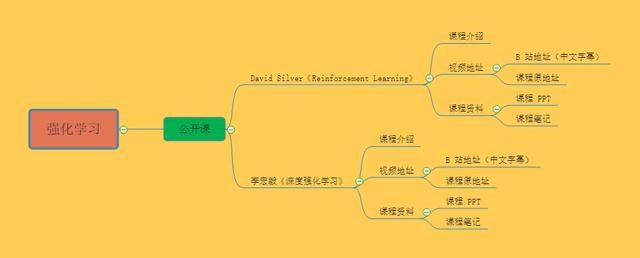 强化学习
公开课
David Silver《Reinforcement Learning》
课程介绍
视频地址
B 站地址（中文字幕）
课程原地址
课程资料
课程 PPT
课程笔记
李宏毅《深度强化学习》
课程介绍
视频地址
B 站地址（中文字幕）
课程原地址
课程资料
课程 PPT
课程笔记